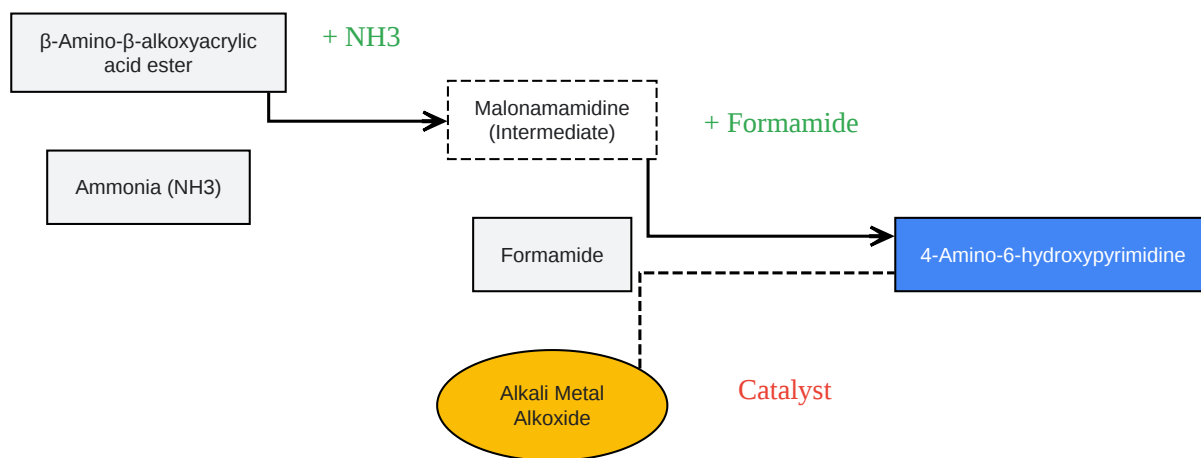 β-Amino-β-alkoxyacrylic
acid ester
+ NH3
Malonamamidine
(Intermediate)
+ Formamide
Ammonia (NH3)
Formamide
4-Amino-6-hydroxypyrimidine
Alkali Metal
Alkoxide
Catalyst